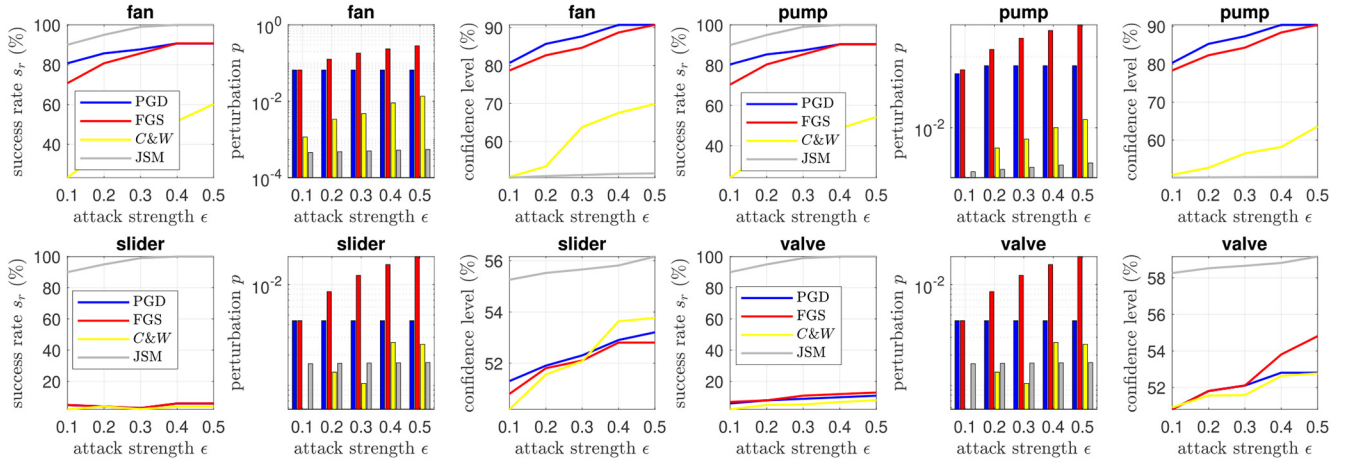 fan
success rate s_r (%)
100
80
60
40
PGD
FGS
C&W
JSM
0.1 0.2 0.3 0.4 0.5
attack strength ϵ
fan
perturbation p
10^0
10^-2
10^-4
0.1 0.2 0.3 0.4 0.5
attack strength ϵ
fan
confidence level (%)
90
80
70
60
0.1 0.2 0.3 0.4 0.5
attack strength ϵ
pump
success rate s_r (%)
100
80
60
40
PGD
FGS
C&W
JSM
0.1 0.2 0.3 0.4 0.5
attack strength ϵ
pump
perturbation p
10^-2
0.1 0.2 0.3 0.4 0.5
attack strength ϵ
pump
confidence level (%)
90
80
70
60
0.1 0.2 0.3 0.4 0.5
attack strength ϵ
slider
success rate s_r (%)
100
80
60
40
20
PGD
FGS
C&W
JSM
0.1 0.2 0.3 0.4 0.5
attack strength ϵ
slider
perturbation p
10^-2
0.1 0.2 0.3 0.4 0.5
attack strength ϵ
slider
confidence level (%)
56
54
52
0.1 0.2 0.3 0.4 0.5
attack strength ϵ
valve
success rate s_r (%)
100
80
60
40
20
PGD
FGS
C&W
JSM
0.1 0.2 0.3 0.4 0.5
attack strength ϵ
valve
perturbation p
10^-2
0.1 0.2 0.3 0.4 0.5
attack strength ϵ
valve
confidence level (%)
58
56
54
52
0.1 0.2 0.3 0.4 0.5
attack strength ϵ